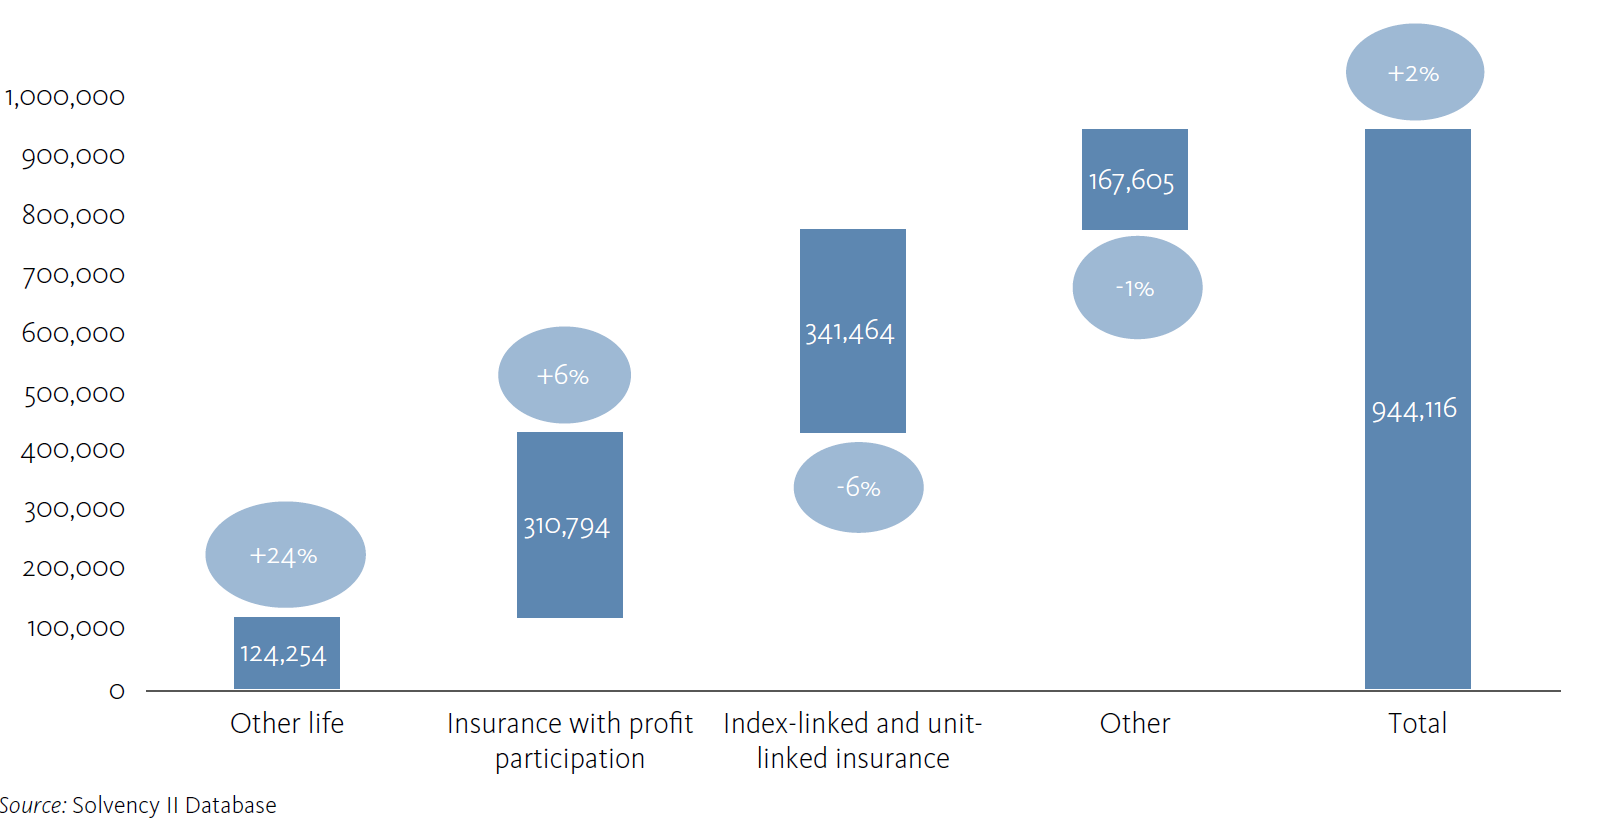 +2%
1,000,000
900,000
167,605
800,000
-1%
700,000
600,000
341,464
+6%
500,000
944,116
400,000
-6%
300,000
310,794
+24%
200,000
100,000
124,254
0
Other life
Insurance with profit
participation
Index-linked and unit-
linked insurance
Other
Total
Source: Solvency II Database